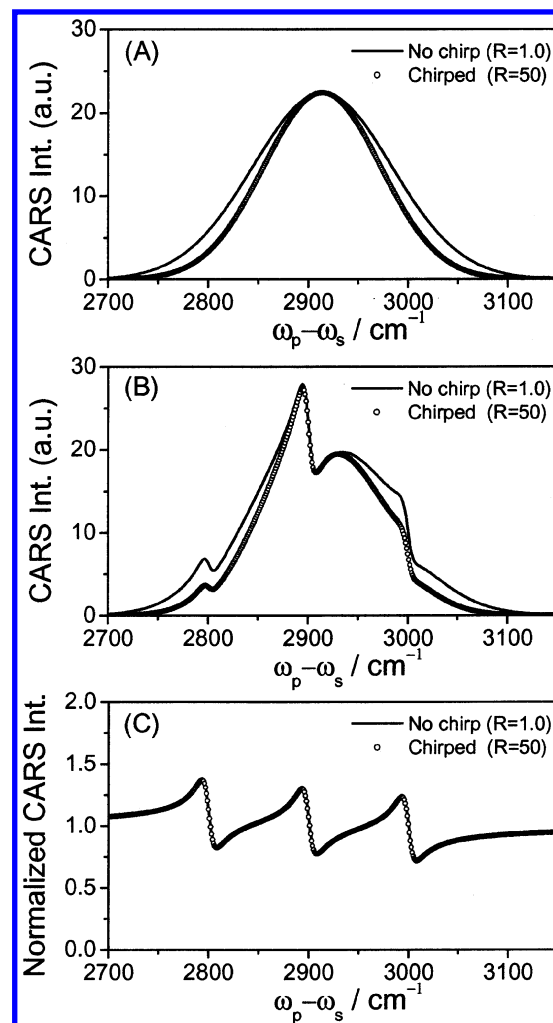 (A)
No chirp (R=1.0)
Chirped (R=50)
CARS Int. (a.u.)
30
20
10
0
2700 2800 2900 3000 3100
ωp–ωs / cm⁻¹
(B)
No chirp (R=1.0)
Chirped (R=50)
CARS Int. (a.u.)
30
20
10
0
2700 2800 2900 3000 3100
ωp–ωs / cm⁻¹
(C)
No chirp (R=1.0)
Chirped (R=50)
Normalized CARS Int.
2.0
1.5
1.0
0.5
0.0
2700 2800 2900 3000 3100
ωp–ωs / cm⁻¹